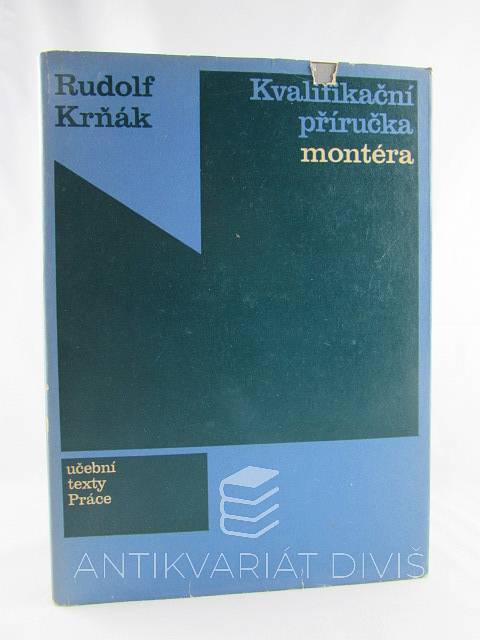 Rudolf
Krňák
Kvalifikační
příručka
montéra
učební
texty
Práce
ANTIKVARIÁT DIVIŠ